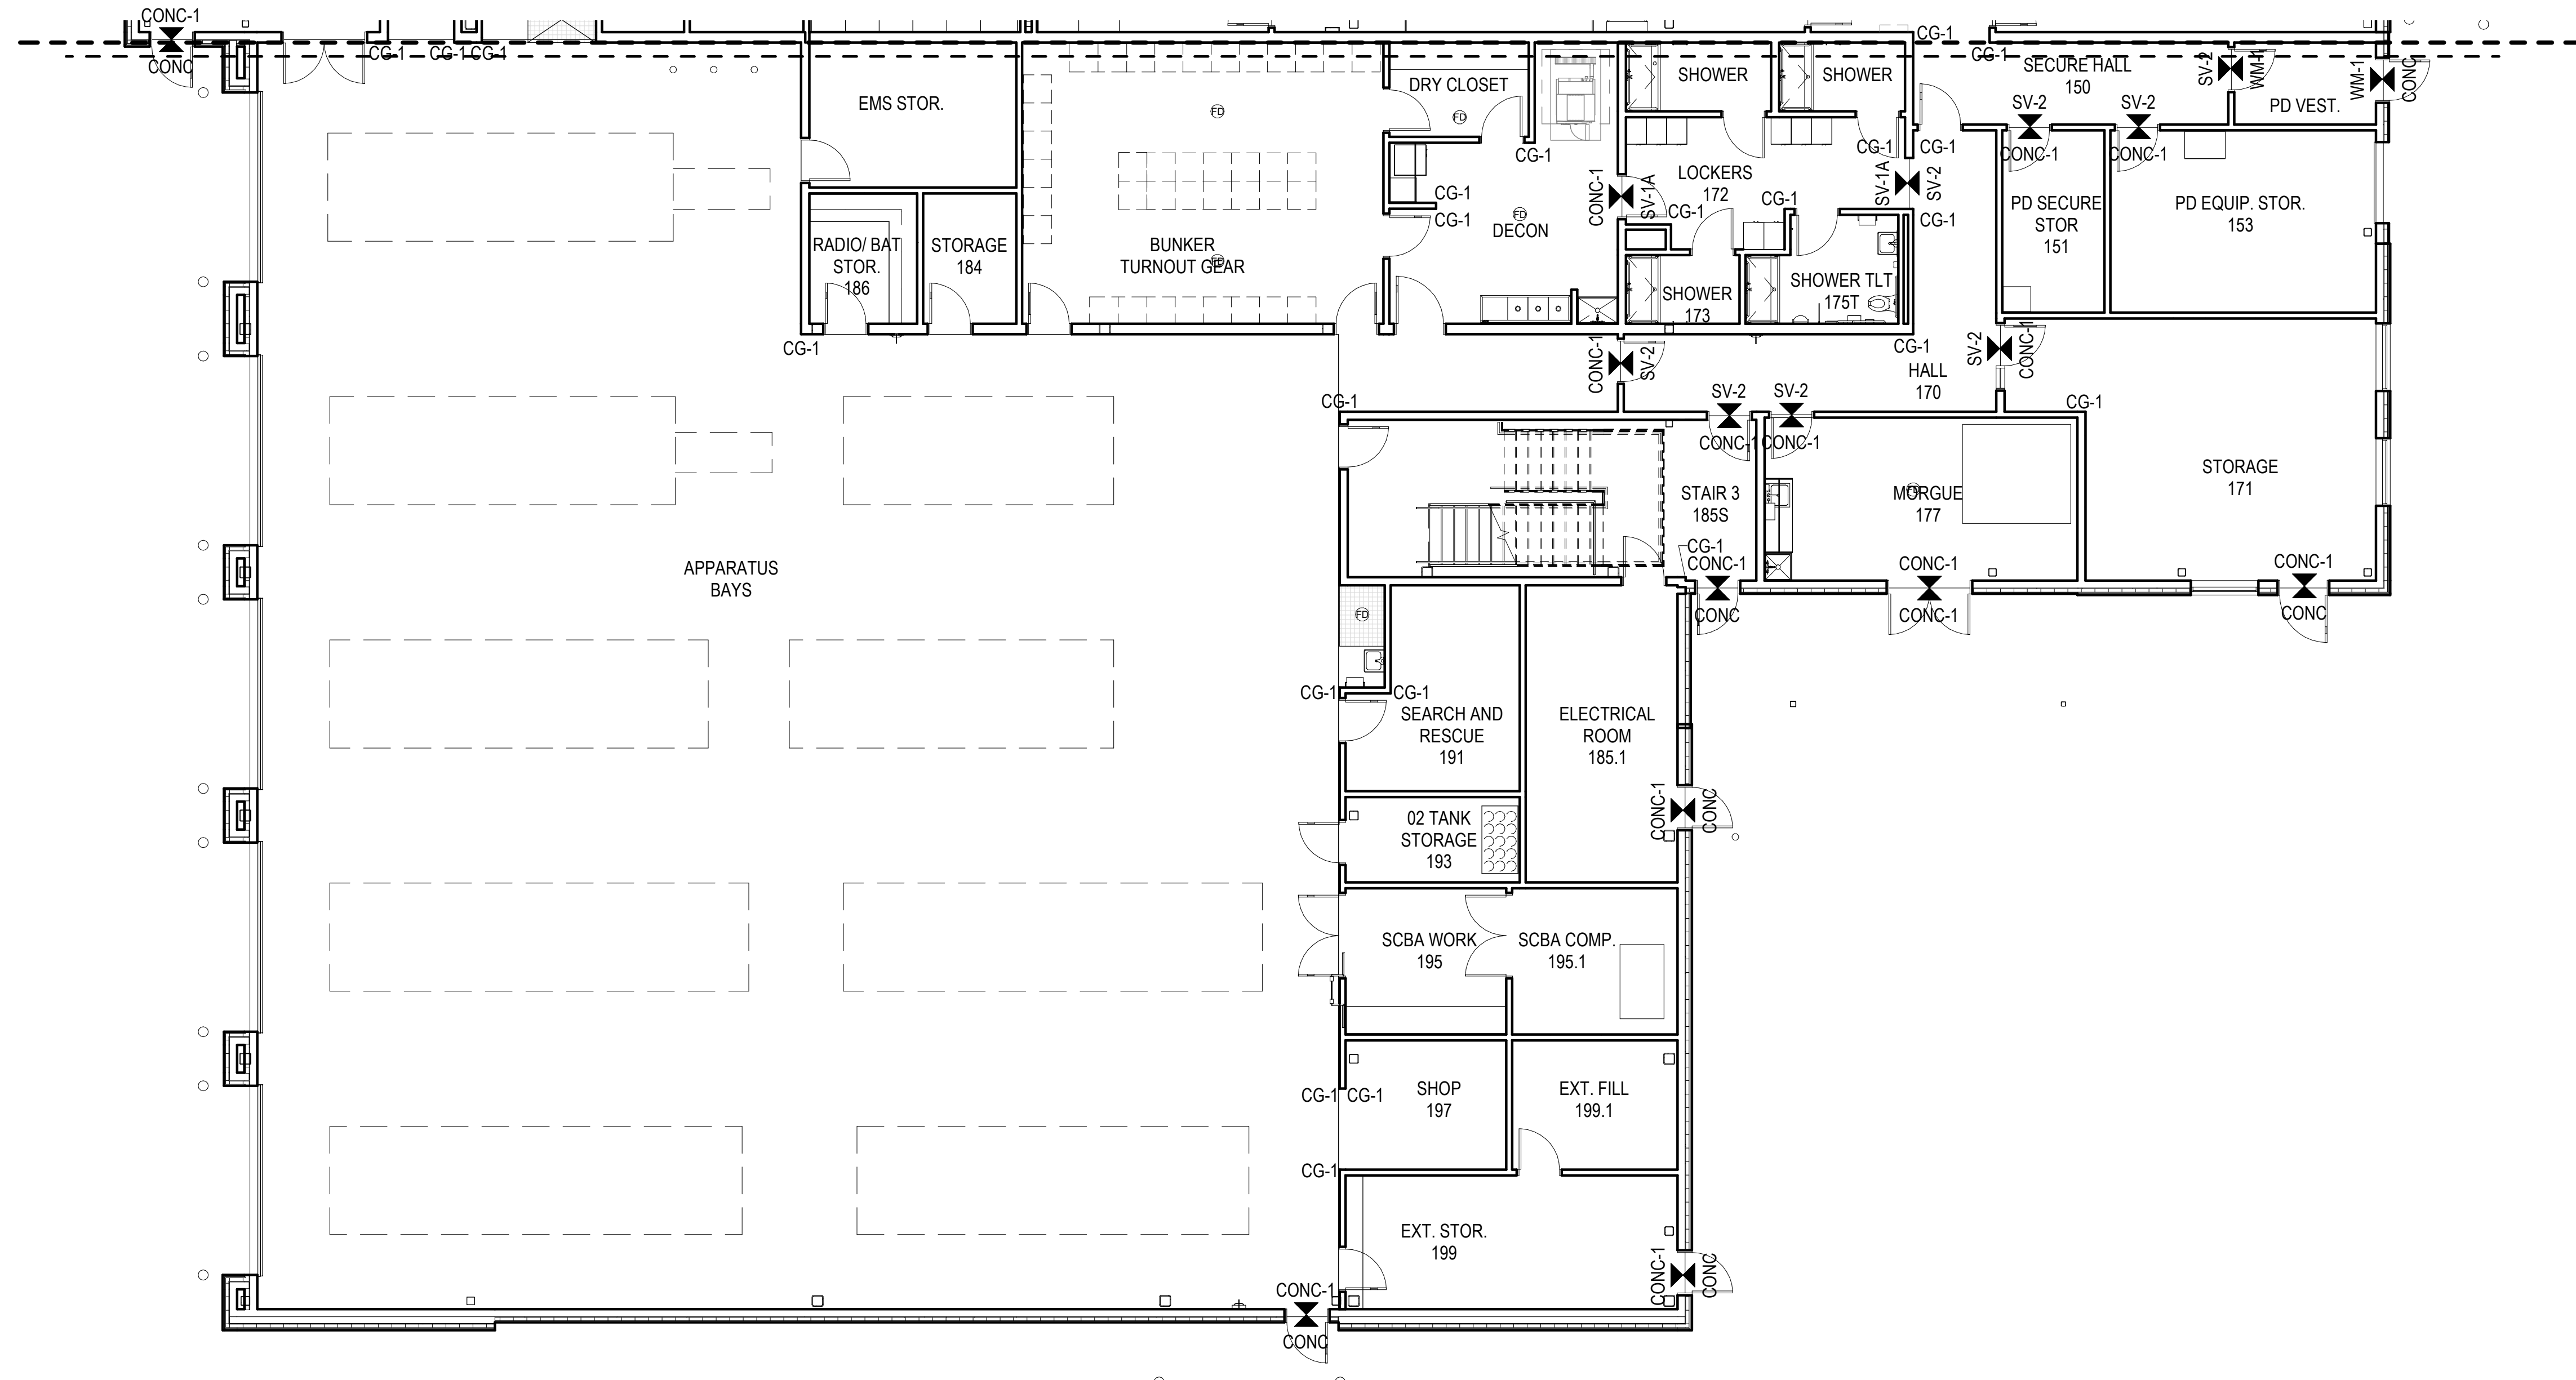 CONC-1
CONC
CG-1
CG-1
CG-1
CG-1
CG-1
EMS STOR.
FD
DRY CLOSET
FD
SHOWER
SHOWER
SECURE HALL
150
SV-2
WM-1
WM-1
CONC
PD VEST.
SV-2
SV-2
CONC-1
CONC-1
CG-1
CG-1
CG-1
LOCKERS
172
SV-1A
SV-2
CG-1
CG-1
CG-1
CONC-1
SV-1A
CG-1
CG-1
FD
DECON
PD SECURE
STOR
151
PD EQUIP. STOR.
153
RADIO/ BAT
STOR.
186
STORAGE
184
BUNKER
TURNOUT GEAR
FD
SHOWER
173
SHOWER TLT
175T
CG-1
CONC-1
SV-2
CG-1
HALL
170
SV-2
CONC-1
CG-1
SV-2
SV-2
CG-1
CONC-1
CONC-1
STORAGE
171
STAIR 3
185S
MORGUE
177
FD
CG-1
CONC-1
CONC
CONC-1
CONC-1
CONC-1
CONC
APPARATUS
BAYS
FD
CG-1
CG-1
SEARCH AND
RESCUE
191
ELECTRICAL
ROOM
185.1
CONC-1
CONC
02 TANK
STORAGE
193
SCBA WORK
195
SCBA COMP.
195.1
CG-1
CG-1
SHOP
197
EXT. FILL
199.1
CG-1
EXT. STOR.
199
CONC-1
CONC
CONC-1
CONC